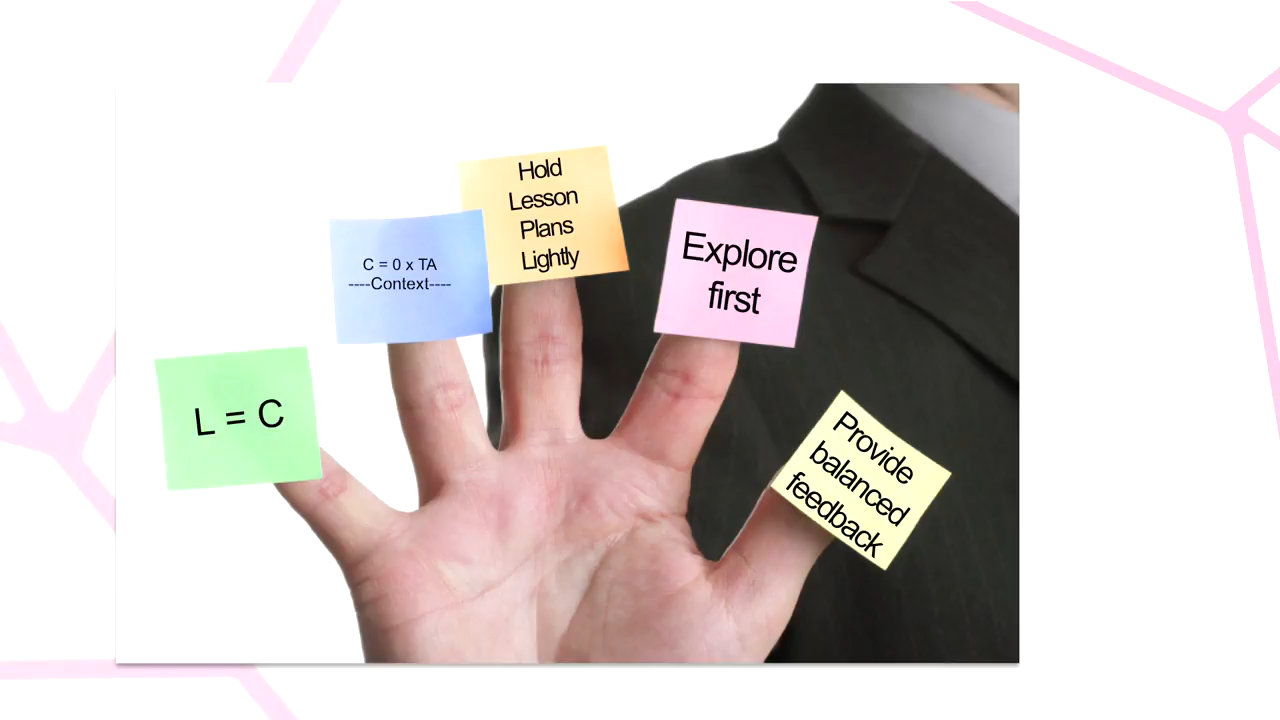 L = C
C = 0 x TA
----Context----
Hold
Lesson
Plans
Lightly
Explore
first
Provide
balanced
feedback